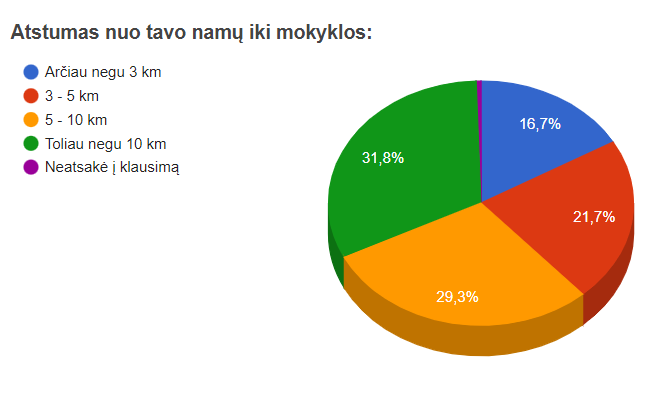 Atstumas nuo tavo namų iki mokyklos:
Arčiau negu 3 km
3 - 5 km
5 - 10 km
Toliau negu 10 km
Neatsakė į klausimą
16,7%
31,8%
21,7%
29,3%